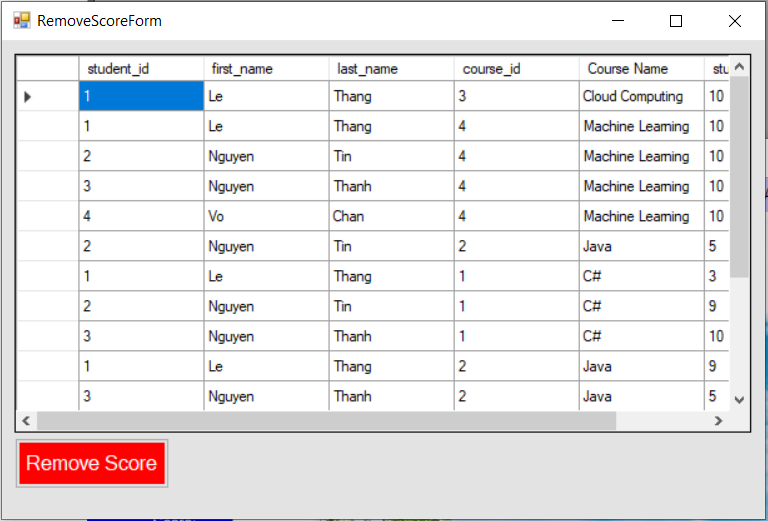 RemoveScoreForm
student_id first_name last_name course_id Course Name stu
1 Le Thang 3 Cloud Computing 10
1 Le Thang 4 Machine Learning 10
2 Nguyen Tin 4 Machine Learning 10
3 Nguyen Thanh 4 Machine Learning 10
4 Vo Chan 4 Machine Learning 10
2 Nguyen Tin 2 Java 5
1 Le Thang 1 C# 3
2 Nguyen Tin 1 C# 9
3 Nguyen Thanh 1 C# 10
1 Le Thang 2 Java 9
3 Nguyen Thanh 2 Java 5
Remove Score